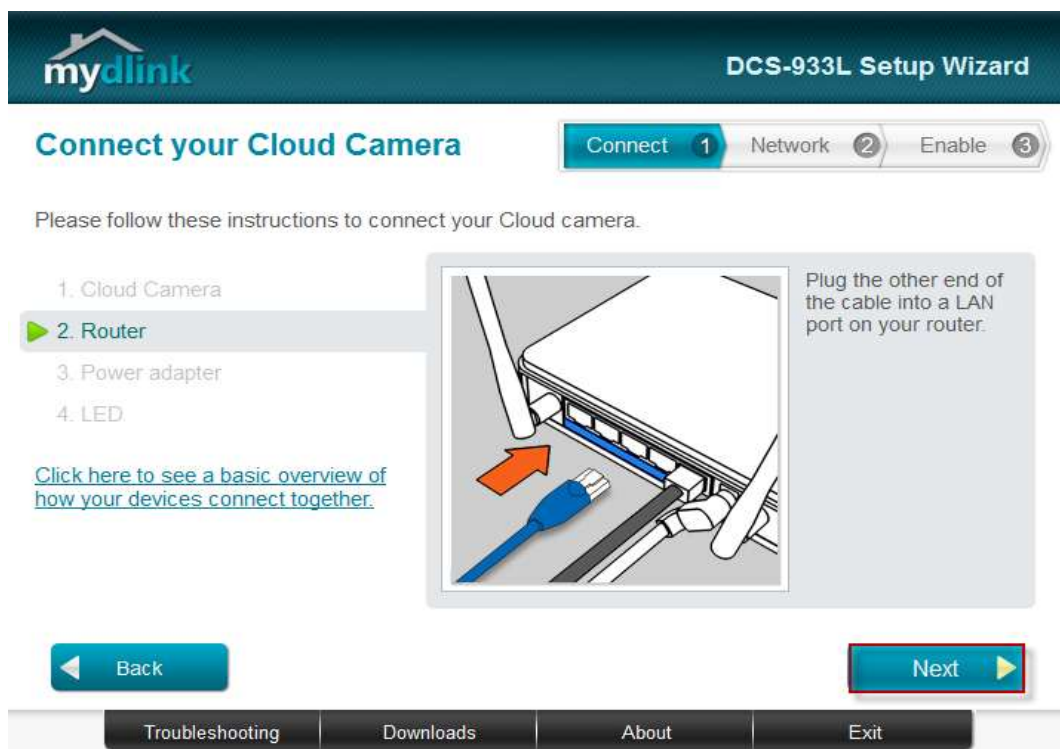 mydlink
DCS-933L Setup Wizard
Connect your Cloud Camera
Connect 1 Network 2 Enable 3
Please follow these instructions to connect your Cloud camera.
1. Cloud Camera
2. Router
3. Power adapter
4. LED
Click here to see a basic overview of
how your devices connect together.
Plug the other end of
the cable into a LAN
port on your router.
Back
Next
Troubleshooting Downloads About Exit